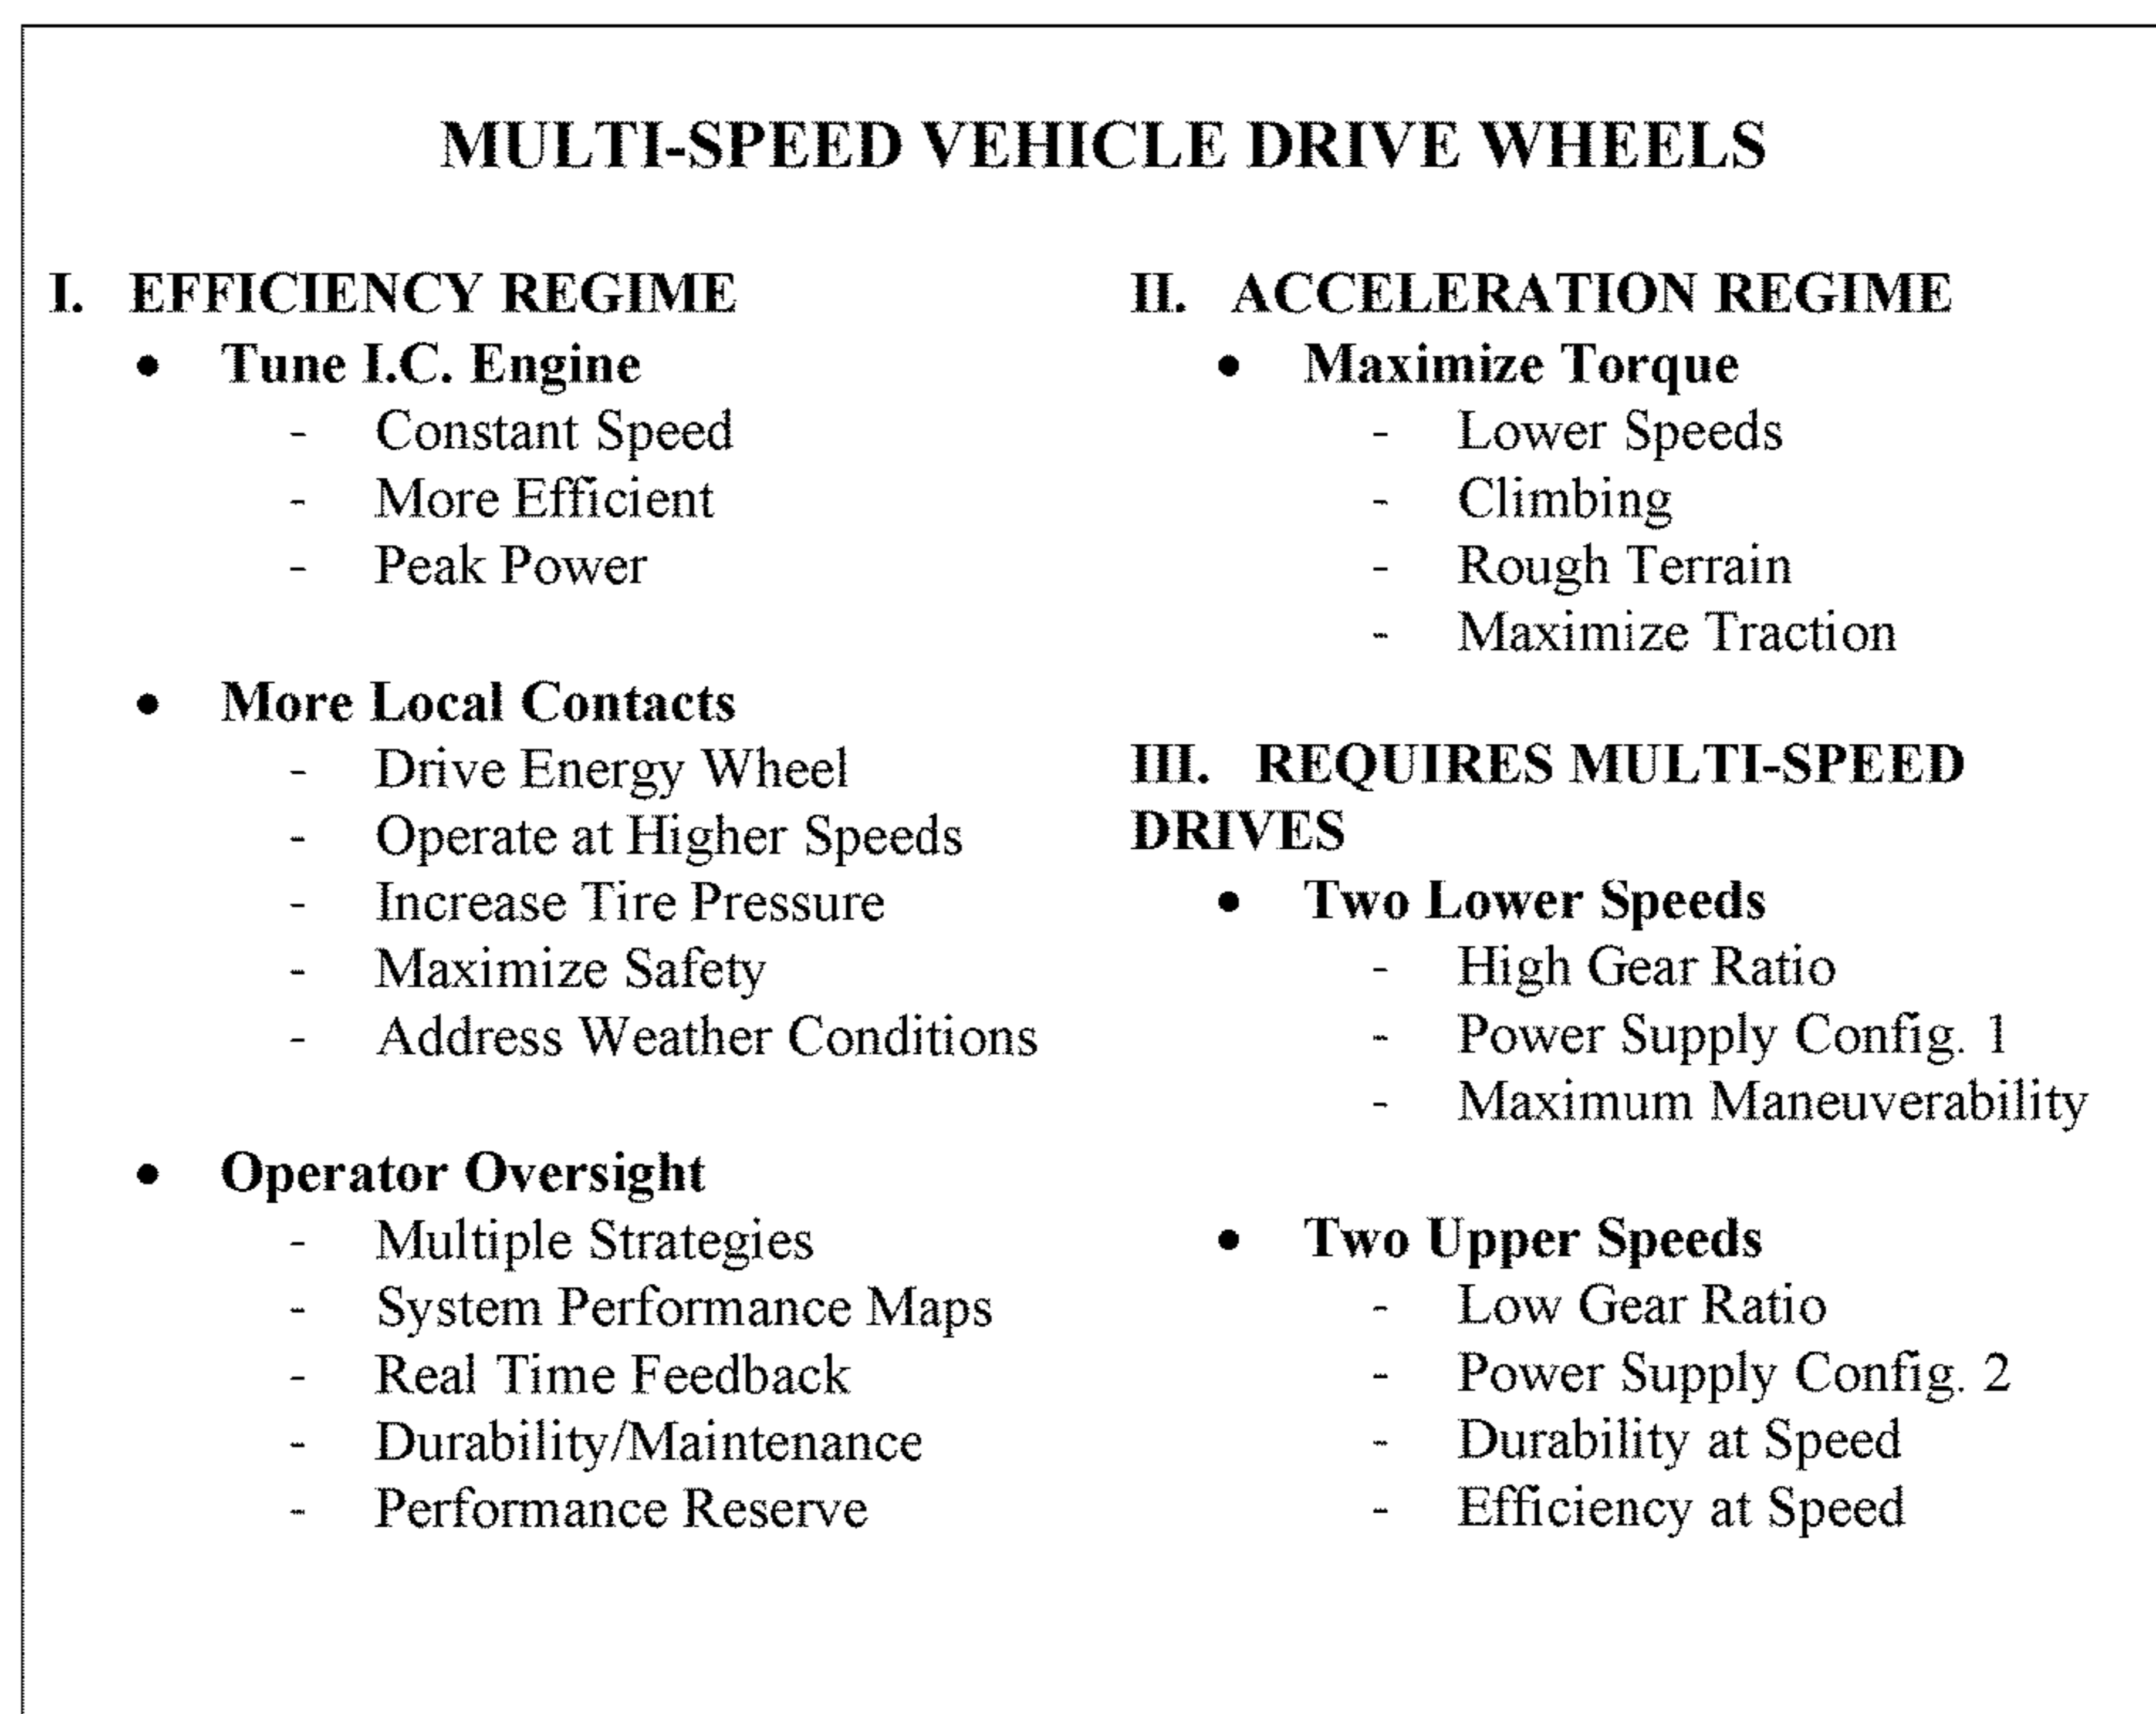 MULTI-SPEED VEHICLE DRIVE WHEELS
I. EFFICIENCY REGIME
• Tune I.C. Engine
- Constant Speed
- More Efficient
- Peak Power
• More Local Contacts
- Drive Energy Wheel
- Operate at Higher Speeds
- Increase Tire Pressure
- Maximize Safety
- Address Weather Conditions
• Operator Oversight
- Multiple Strategies
- System Performance Maps
- Real Time Feedback
- Durability/Maintenance
- Performance Reserve
II. ACCELERATION REGIME
• Maximize Torque
- Lower Speeds
- Climbing
- Rough Terrain
- Maximize Traction
III. REQUIRES MULTI-SPEED
DRIVES
• Two Lower Speeds
- High Gear Ratio
- Power Supply Config. 1
- Maximum Maneuverability
• Two Upper Speeds
- Low Gear Ratio
- Power Supply Config. 2
- Durability at Speed
- Efficiency at Speed